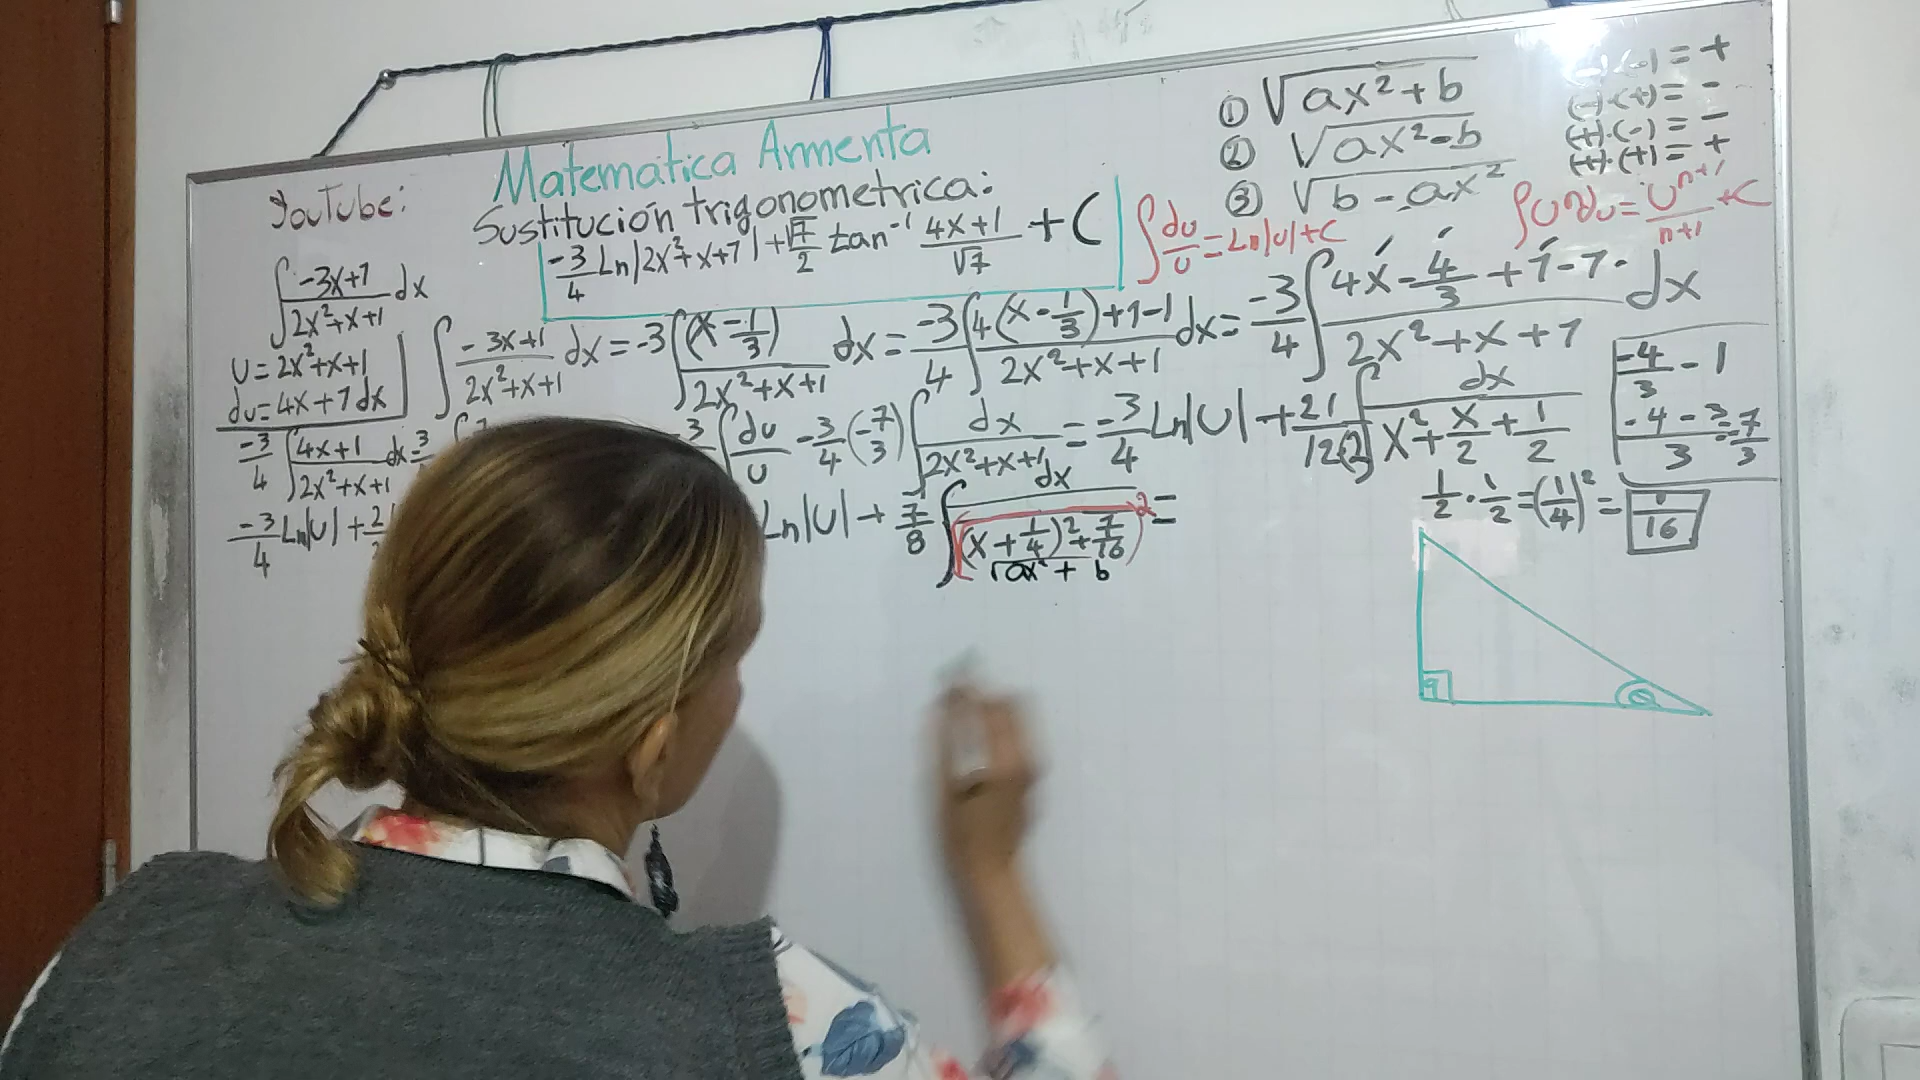 Matematica Armenta
YouTube:
Sustitución trigonometrica:
-3/4 Ln|2x²+x+1| + √7/2 tan⁻¹ 4x+1/√7 + C
① √ax²+b
② √ax²-b
③ √b-ax²
(-)·(+) = -
(+)·(-) = -
(+)·(+) = +
∫du/u = Ln|u|+C
∫uⁿdu = uⁿ⁺¹/n+1 + C
∫-3x+1/2x²+x+1 dx
u = 2x²+x+1
du = 4x+1 dx
∫-3x+1/2x²+x+1 dx = -3∫(x-1/3)/2x²+x+1 dx = -3/4∫4(x-1/3)+1-1/2x²+x+1 dx = -3/4∫4x-4/3+1-1/2x²+x+1 dx
-4/3 - 1
-4-3/3 = -7/3
-3/4∫4x+1/2x²+x+1 dx
∫du/u -3/4(-7/3)∫dx/2x²+x+1 = -3/4 Ln|u| + 21/12(2)∫dx/x²+x/2+1/2
-3/4 Ln|u| +
Ln|u| + 7/8∫dx/(√(x+1/4)²+7/16)² =
√ax²+b
1/2·1/2 = (1/4)² = 1/16